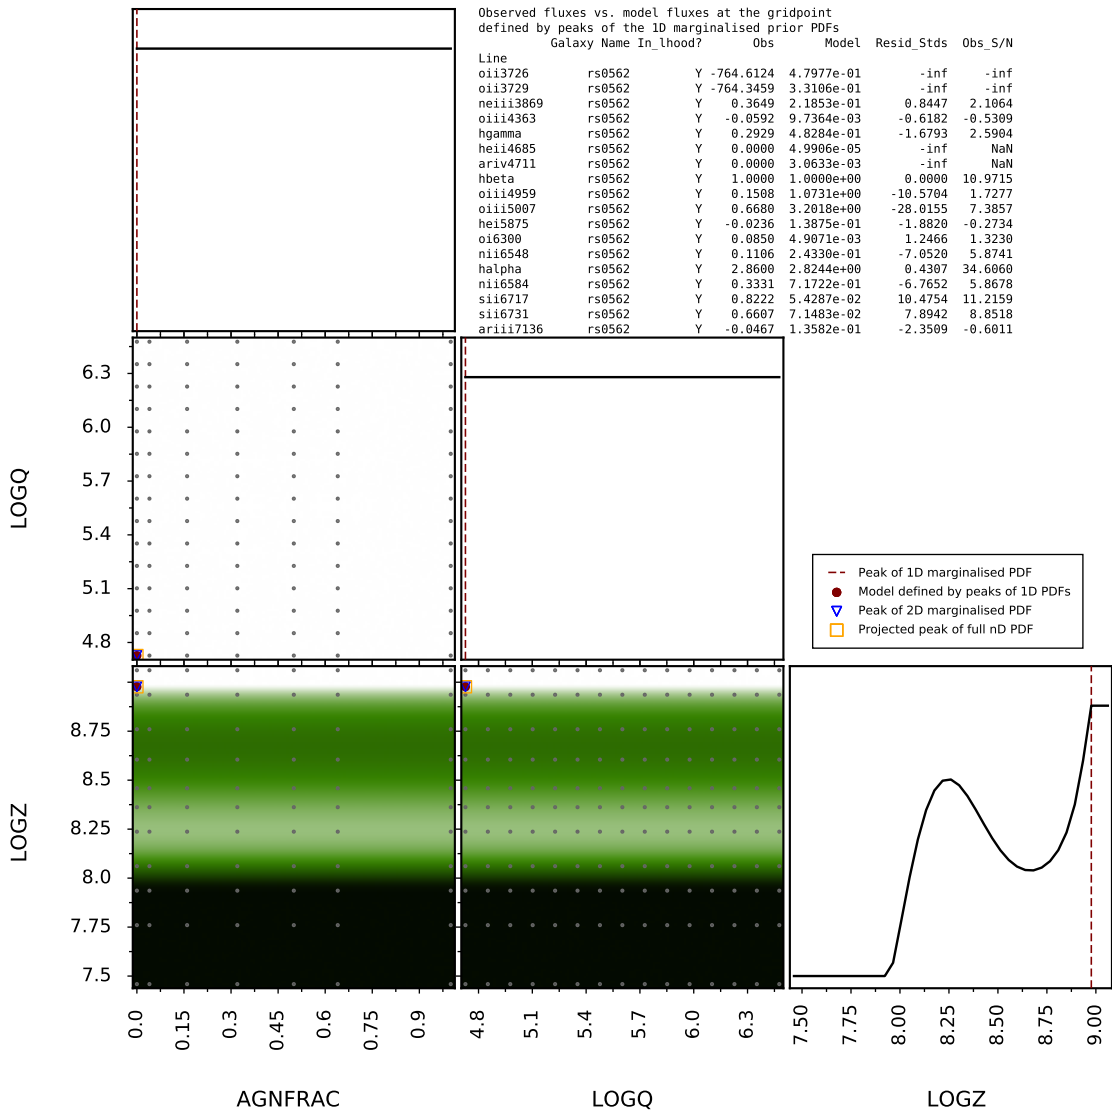 Observed fluxes vs. model fluxes at the gridpoint
defined by peaks of the 1D marginalised prior PDFs
Galaxy Name In_lhood? Obs Model Resid_Stds Obs_S/N
Line
oii3726 rs0562 Y -764.6124 4.7977e-01 -inf -inf
oii3729 rs0562 Y -764.3459 3.3106e-01 -inf -inf
neiii3869 rs0562 Y 0.3649 2.1853e-01 0.8447 2.1064
oiii4363 rs0562 Y -0.0592 9.7364e-03 -0.6182 -0.5309
hgamma rs0562 Y 0.2929 4.8284e-01 -1.6793 2.5904
heii4685 rs0562 Y 0.0000 4.9906e-05 -inf NaN
ariv4711 rs0562 Y 0.0000 3.0633e-03 -inf NaN
hbeta rs0562 Y 1.0000 1.0000e+00 0.0000 10.9715
oiii4959 rs0562 Y 0.1508 1.0731e+00 -10.5704 1.7277
oiii5007 rs0562 Y 0.6680 3.2018e+00 -28.0155 7.3857
hei5875 rs0562 Y -0.0236 1.3875e-01 -1.8820 -0.2734
oi6300 rs0562 Y 0.0850 4.9071e-03 1.2466 1.3230
nii6548 rs0562 Y 0.1106 2.4330e-01 -7.0520 5.8741
halpha rs0562 Y 2.8600 2.8244e+00 0.4307 34.6060
nii6584 rs0562 Y 0.3331 7.1722e-01 -6.7652 5.8678
sii6717 rs0562 Y 0.8222 5.4287e-02 10.4754 11.2159
sii6731 rs0562 Y 0.6607 7.1483e-02 7.8942 8.8518
ariii7136 rs0562 Y -0.0467 1.3582e-01 -2.3509 -0.6011
6.3
6.0
5.7
5.4
5.1
4.8
LOGQ
Peak of 1D marginalised PDF
Model defined by peaks of 1D PDFs
Peak of 2D marginalised PDF
Projected peak of full nD PDF
8.75
8.5
8.25
8.0
7.75
7.5
LOGZ
0.0 0.15 0.3 0.45 0.6 0.75 0.9
4.8 5.1 5.4 5.7 6.0 6.3
7.50 7.75 8.00 8.25 8.50 8.75 9.00
AGNFRAC LOGQ LOGZ